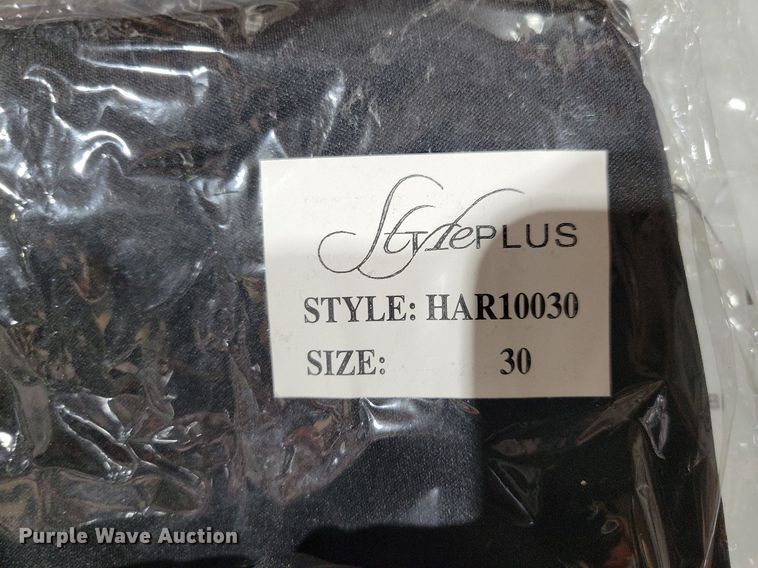 StylePLUS
STYLE: HAR10030
SIZE: 30
Purple Wave Auction